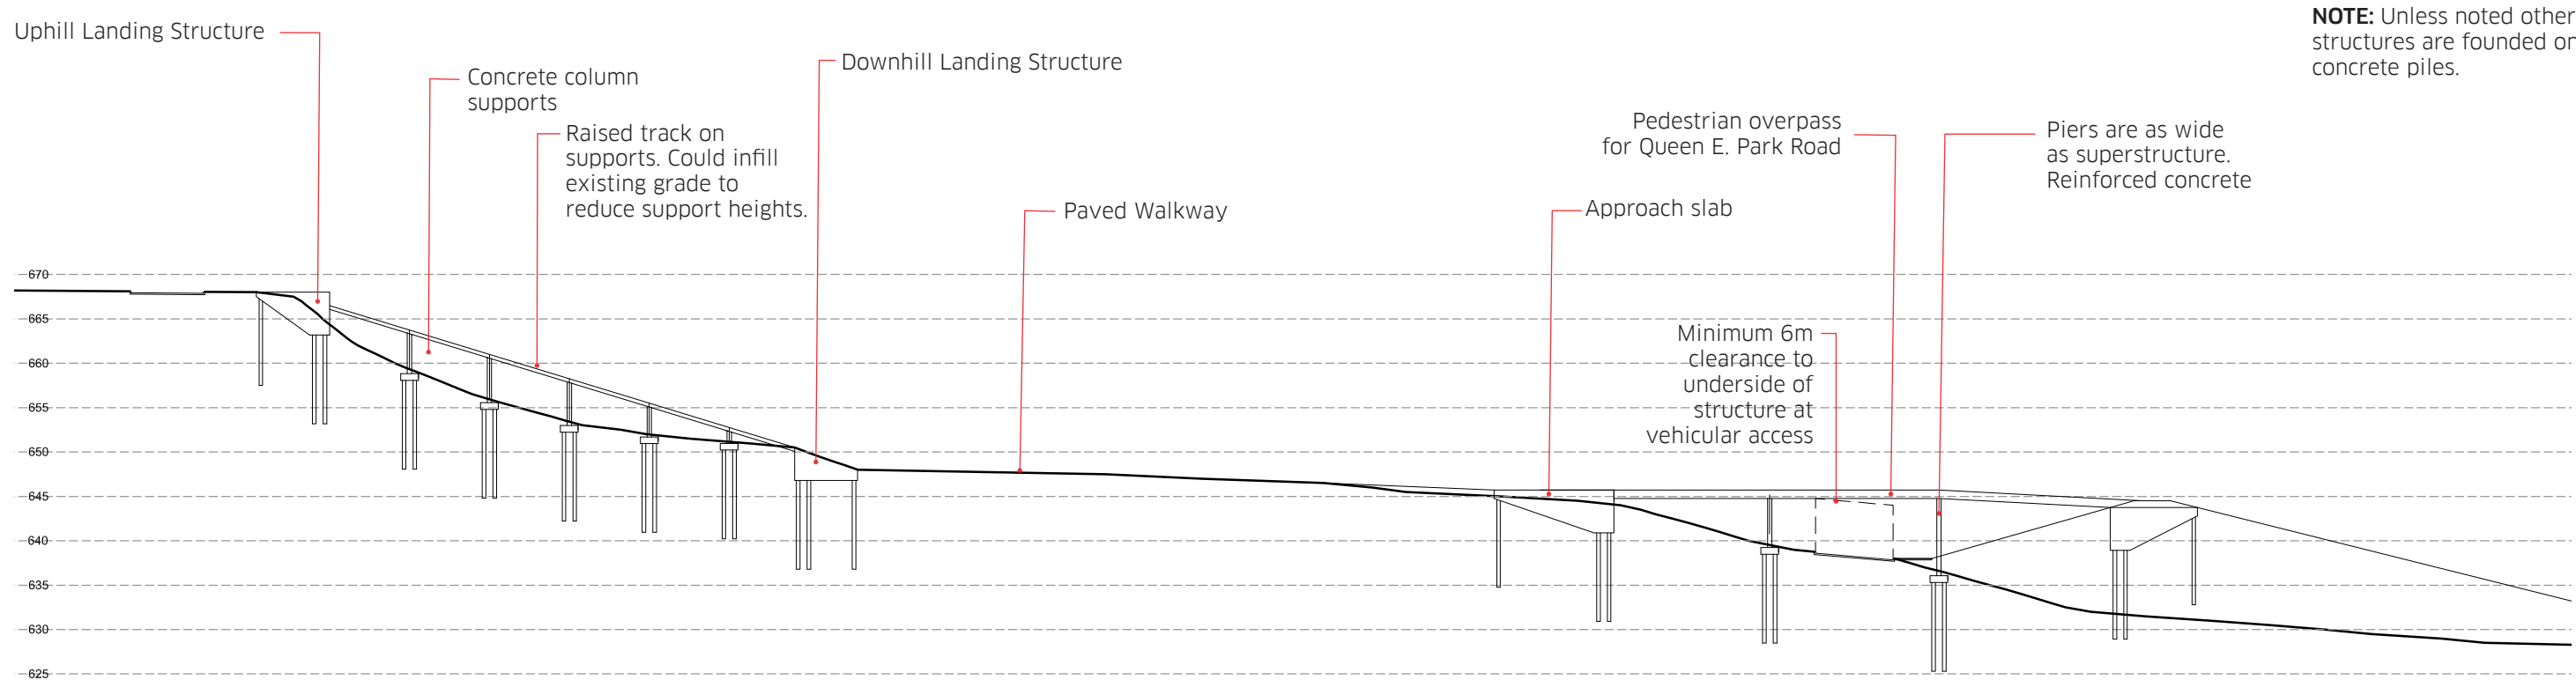 Uphill Landing Structure
Concrete column
supports
Raised track on
supports. Could infill
existing grade to
reduce support heights.
Downhill Landing Structure
Paved Walkway
Approach slab
Pedestrian overpass
for Queen E. Park Road
Minimum 6m
clearance to
underside of
structure at
vehicular access
Piers are as wide
as superstructure.
Reinforced concrete
NOTE: Unless noted other
structures are founded on
concrete piles.
670
665
660
655
650
645
640
635
630
625